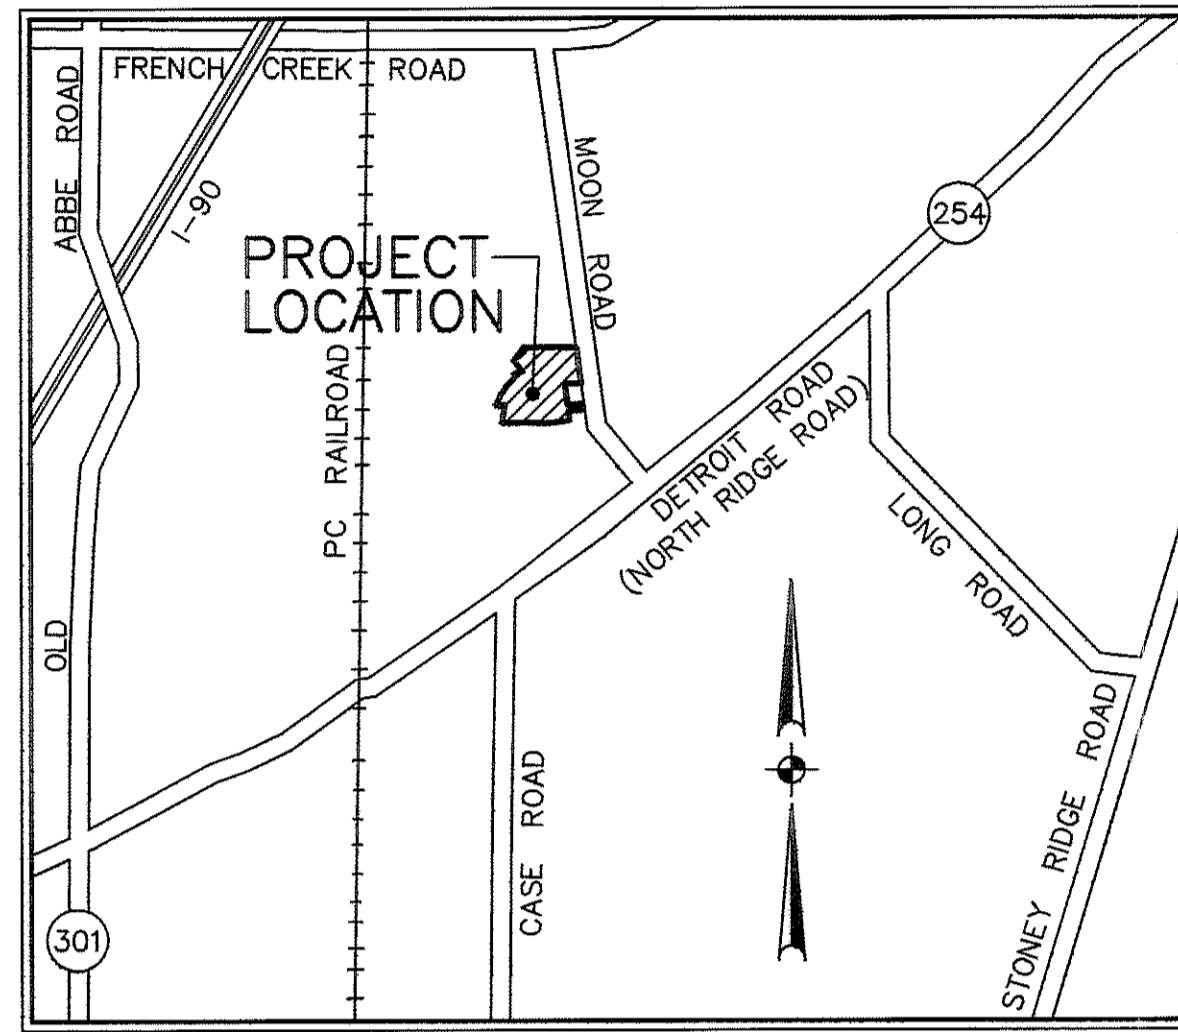 FRENCH CREEK ROAD
OLD ABBE ROAD
I-90
MOON ROAD
254
PROJECT
LOCATION
PC RAILROAD
DETROIT ROAD
(NORTH RIDGE ROAD)
LONG ROAD
CASE ROAD
STONEY RIDGE ROAD
301